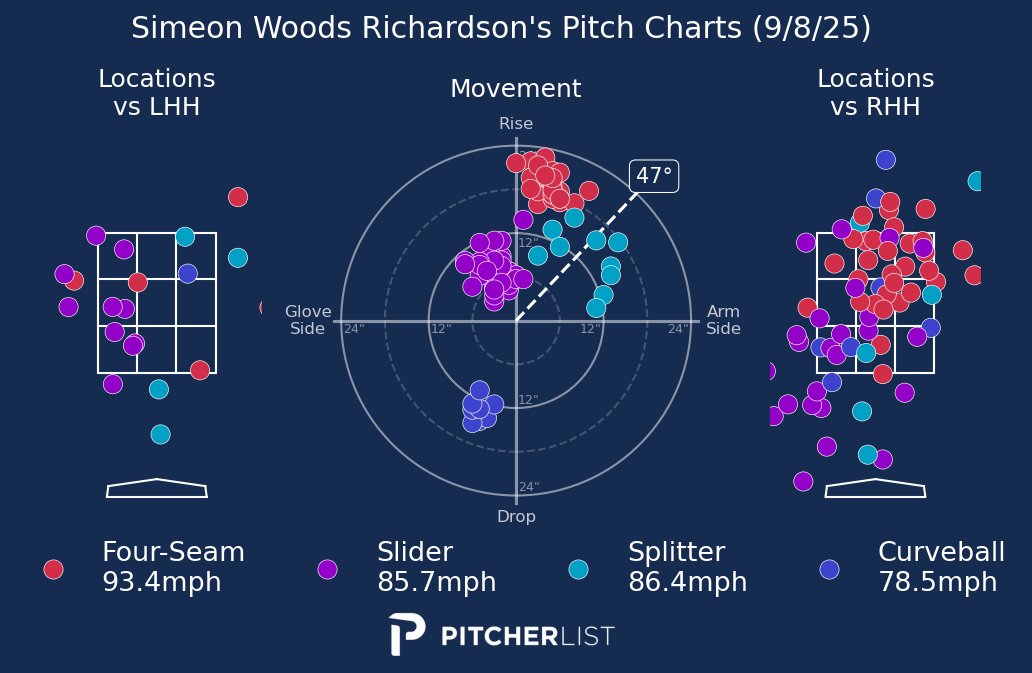 Simeon Woods Richardson's Pitch Charts (9/8/25)
Locations
vs LHH
Movement
Locations
vs RHH
Rise
47°
12"
Glove
Side
24"
12"
12"
24"
Arm
Side
12"
24"
Drop
Four-Seam
93.4mph
Slider
85.7mph
Splitter
86.4mph
Curveball
78.5mph
PITCHERLIST